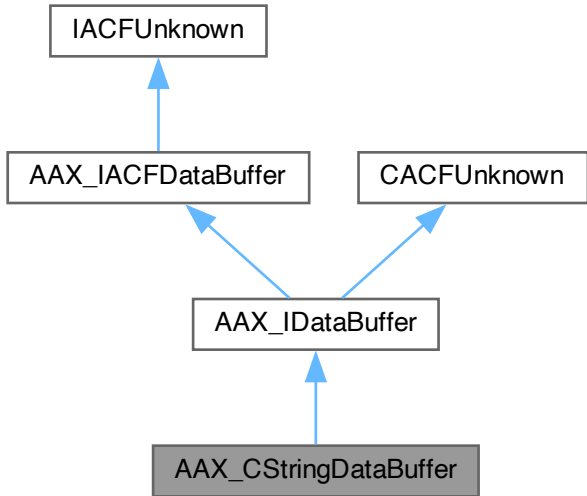 IACFUnknown
AAX_IACFDataBuffer
CACFUnknown
AAX_IDataBuffer
AAX_CStringDataBuffer